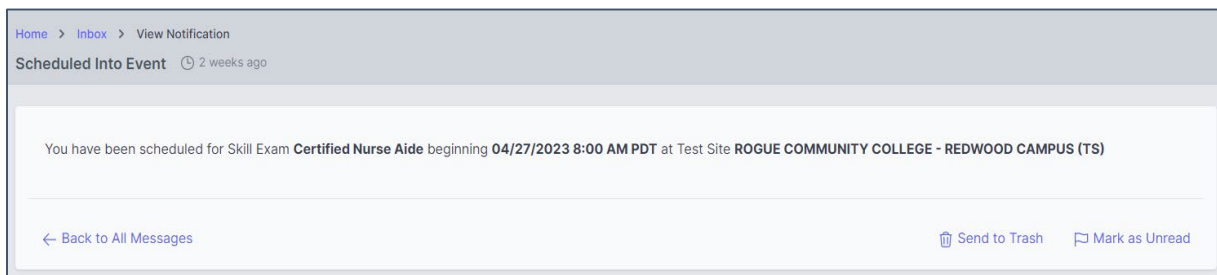 Home > Inbox > View Notification
Scheduled Into Event 2 weeks ago
You have been scheduled for Skill Exam Certified Nurse Aide beginning 04/27/2023 8:00 AM PDT at Test Site ROGUE COMMUNITY COLLEGE - REDWOOD CAMPUS (TS)
← Back to All Messages Send to Trash Mark as Unread